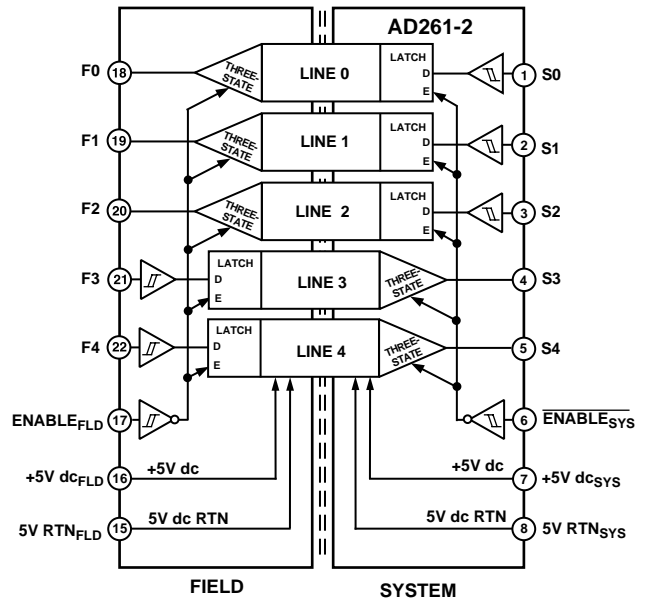 AD261-2
F0 18 THREE-STATE LINE 0 LATCH D E 1 S0
F1 19 THREE-STATE LINE 1 LATCH D E 2 S1
F2 20 THREE-STATE LINE 2 LATCH D E 3 S2
F3 21 LATCH D E LINE 3 THREE-STATE 4 S3
F4 22 LATCH D E LINE 4 THREE-STATE 5 S4
ENABLEFLD 17 6 ENABLESYS
+5V dcFLD 16 +5V dc +5V dc 7 +5V dcSYS
5V RTNFLD 15 5V dc RTN 5V dc RTN 8 5V RTNSYS
FIELD SYSTEM